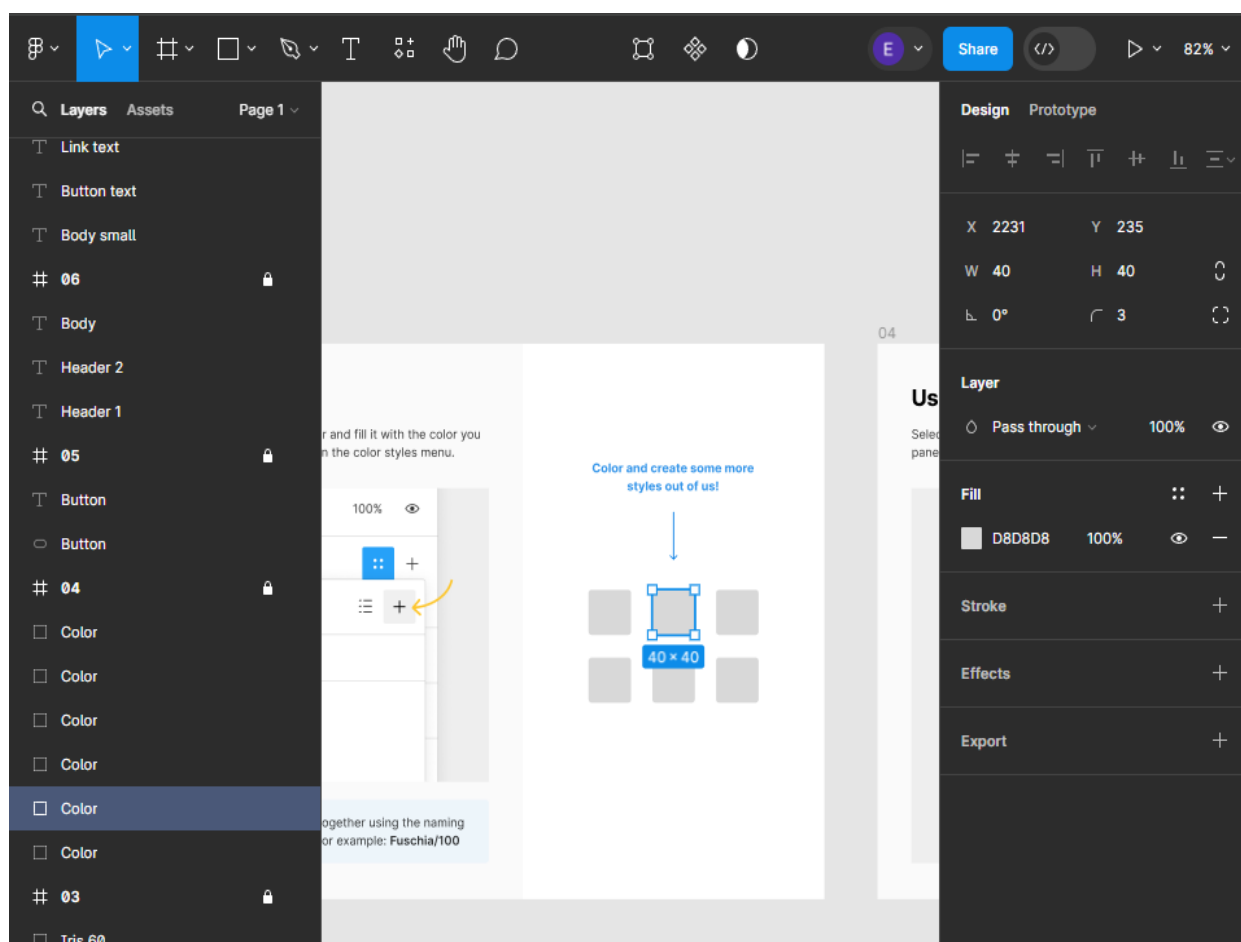 E
Share
82%
Layers
Assets
Page 1
Link text
Button text
Body small
06
Body
Header 2
Header 1
05
Button
Button
04
Color
Color
Color
Color
Color
Color
03
Iris 60
r and fill it with the color you
n the color styles menu.
100%
ogether using the naming
or example: Fuschia/100
Color and create some more
styles out of us!
40 × 40
04
Us
Selec
pane
Design
Prototype
X 2231
Y 235
W 40
H 40
0°
3
Layer
Pass through
100%
Fill
D8D8D8
100%
Stroke
Effects
Export